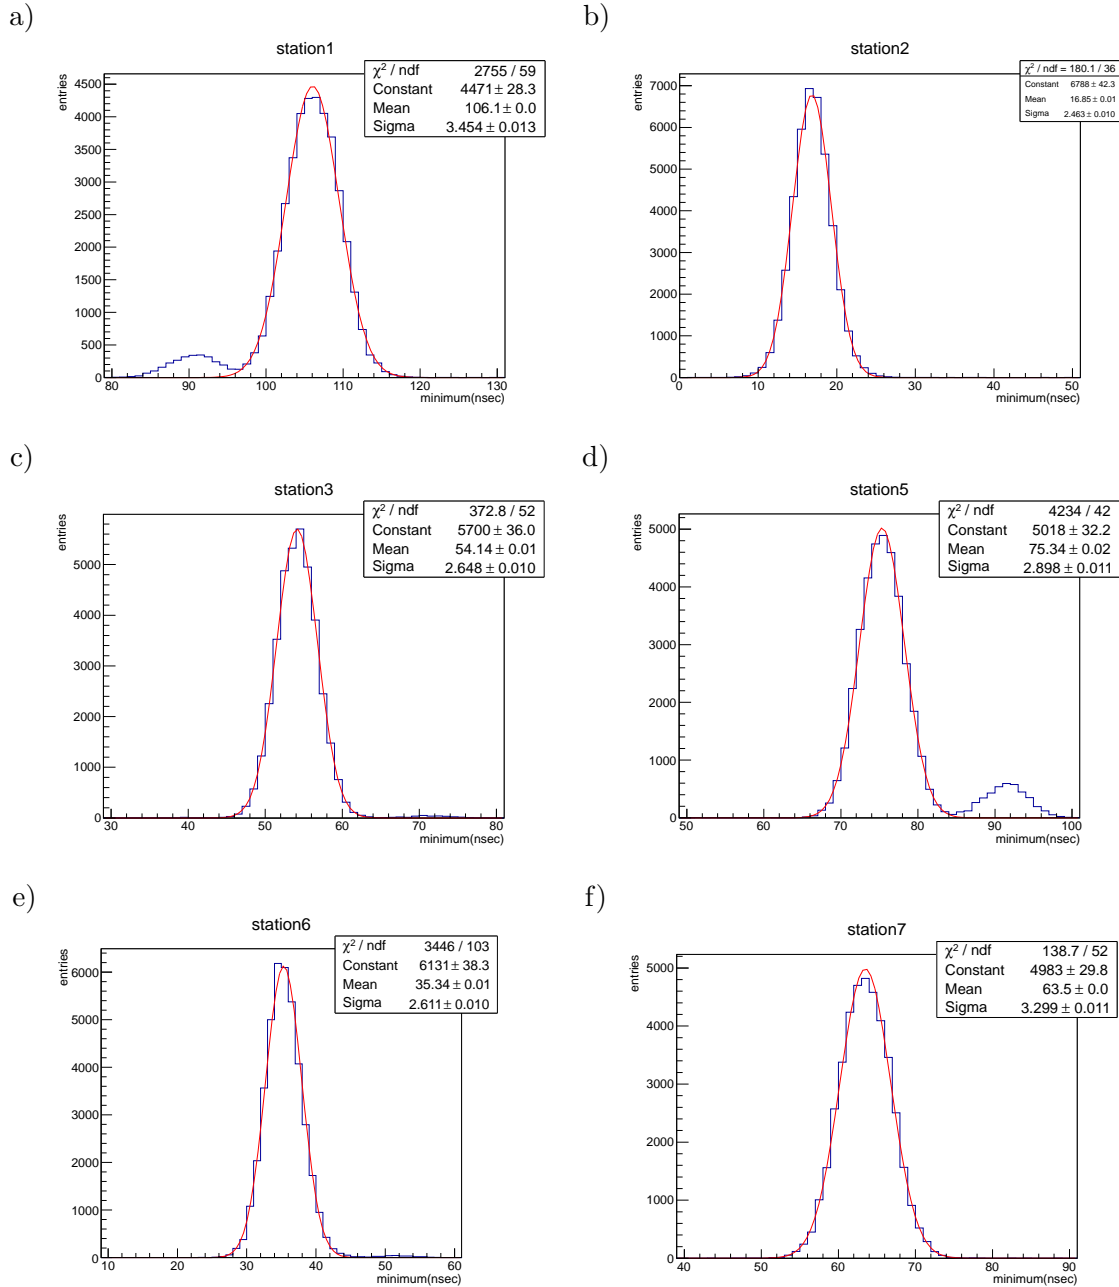 a)
station1
entries
χ² / ndf 2755 / 59
Constant 4471 ± 28.3
Mean 106.1 ± 0.0
Sigma 3.454 ± 0.013
4500
4000
3500
3000
2500
2000
1500
1000
500
0
80 90 100 110 120 130
minimum(nsec)
b)
station2
entries
χ² / ndf = 180.1 / 36
Constant 6788 ± 42.3
Mean 16.85 ± 0.01
Sigma 2.463 ± 0.010
7000
6000
5000
4000
3000
2000
1000
0
0 10 20 30 40 50
minimum(nsec)
c)
station3
entries
χ² / ndf 372.8 / 52
Constant 5700 ± 36.0
Mean 54.14 ± 0.01
Sigma 2.648 ± 0.010
5000
4000
3000
2000
1000
0
30 40 50 60 70 80
minimum(nsec)
d)
station5
entries
χ² / ndf 4234 / 42
Constant 5018 ± 32.2
Mean 75.34 ± 0.02
Sigma 2.898 ± 0.011
5000
4000
3000
2000
1000
0
50 60 70 80 90 100
minimum(nsec)
e)
station6
entries
χ² / ndf 3446 / 103
Constant 6131 ± 38.3
Mean 35.34 ± 0.01
Sigma 2.611 ± 0.010
6000
5000
4000
3000
2000
1000
0
10 20 30 40 50 60
minimum(nsec)
f)
station7
entries
χ² / ndf 138.7 / 52
Constant 4983 ± 29.8
Mean 63.5 ± 0.0
Sigma 3.299 ± 0.011
5000
4000
3000
2000
1000
0
40 50 60 70 80 90
minimum(nsec)